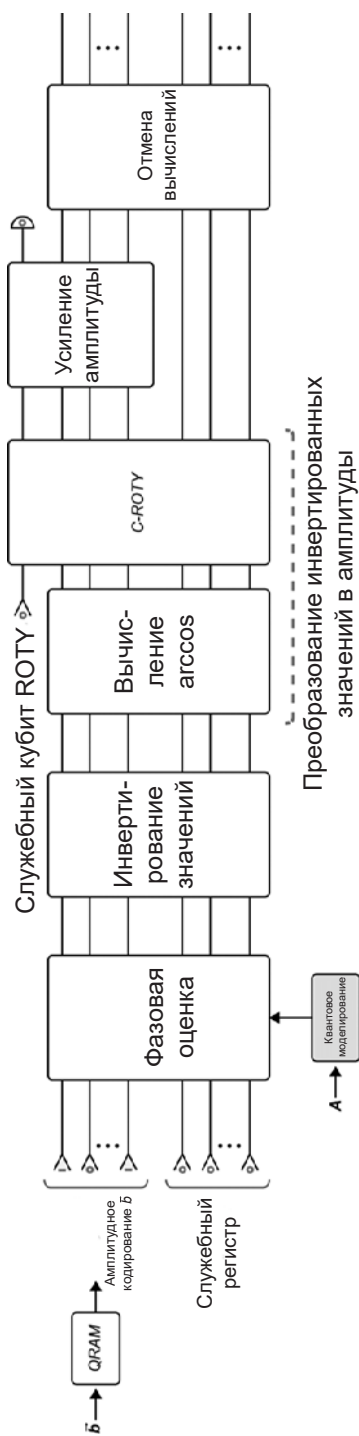 b⃗
QRAM
Амплитудное
кодирование b⃗
Служебный
регистр
A
Квантовое
моделирование
Фазовая
оценка
Инверти-
рование
значений
Служебный кубит ROTY
Вычис-
ление
arccos
C-ROTY
Преобразование инвертированных
значений в амплитуды
Усиление
амплитуды
Отмена
вычислений